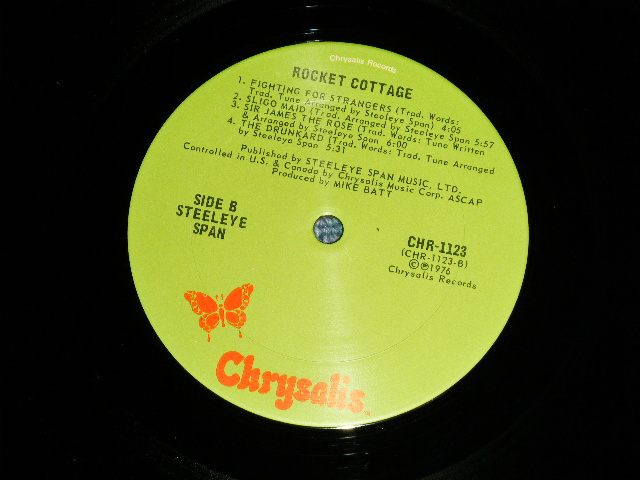 Chrysalis Records
ROCKET COTTAGE
1. FIGHTING FOR STRANGERS (Trad. Words:
Trad. Tune Arranged by Steeleye Span) 4:05
2. SLIGO MAID (Trad. Arranged by Steeleye Span 5:57
3. SIR JAMES THE ROSE (Trad. Words: Tune Written
& Arranged by Steeleye Span 6:00
4. THE DRUNKARD (Trad. Words: Trad. Tune Arranged
by Steeleye Span 5:31
Published by STEELEYE SPAN MUSIC, LTD.
Controlled in U.S. & Canada by Chrysalis Music Corp. ASCAP
Produced by MIKE BATT
SIDE B
STEELEYE
SPAN
CHR-1123
(CHR-1123-B)
©℗1976
Chrysalis Records
Chrysalis™